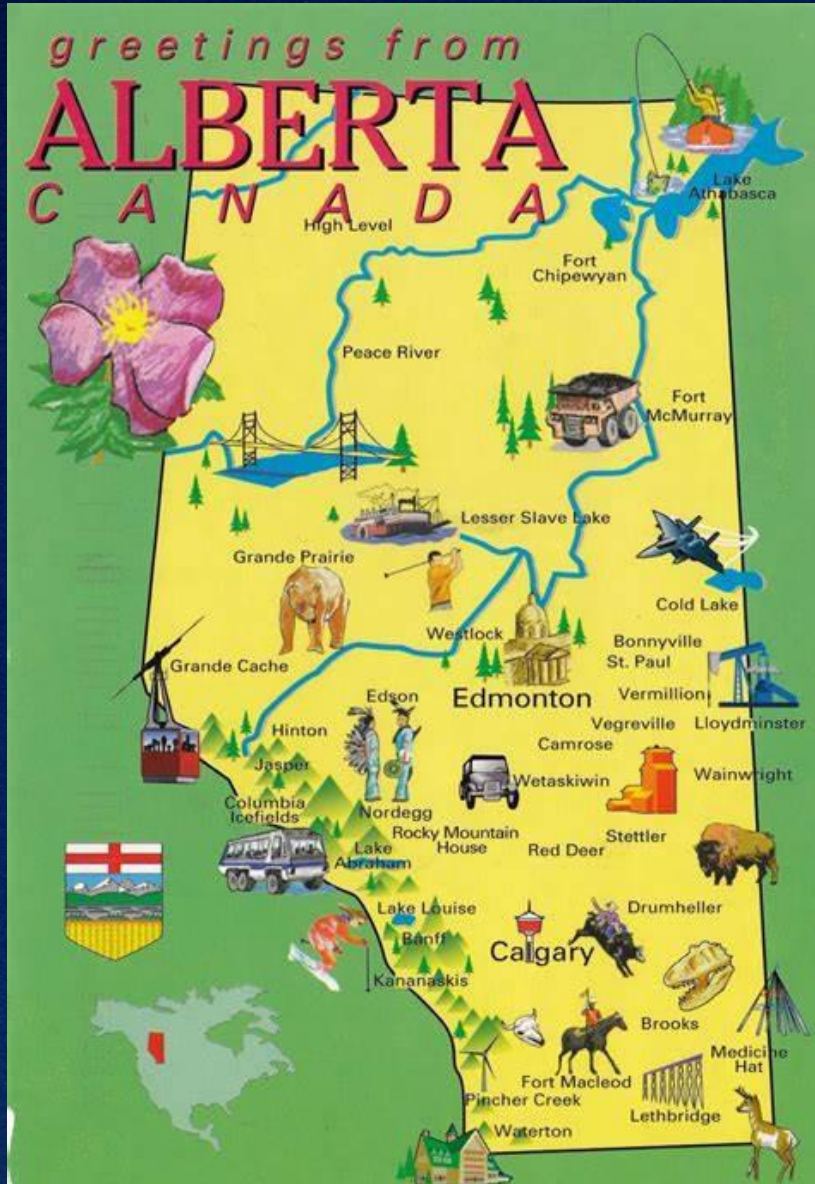 greetings from
ALBERTA
CANADA
High Level
Lake
Athabasca
Fort
Chipewyan
Peace River
Fort
McMurray
Lesser Slave Lake
Grande Prairie
Cold Lake
Westlock
Bonnyville
St. Paul
Grande Cache
Edson
Edmonton
Vermillion
Vegreville
Lloydminster
Hinton
Camrose
Jasper
Wetaskiwin
Wainwright
Columbia
Icefields
Nordegg
Rocky Mountain
House
Stettler
Red Deer
Lake
Abraham
Lake Louise
Drumheller
Banff
Calgary
Kananaskis
Brooks
Medicine
Hat
Fort Macleod
Pincher Creek
Lethbridge
Waterton